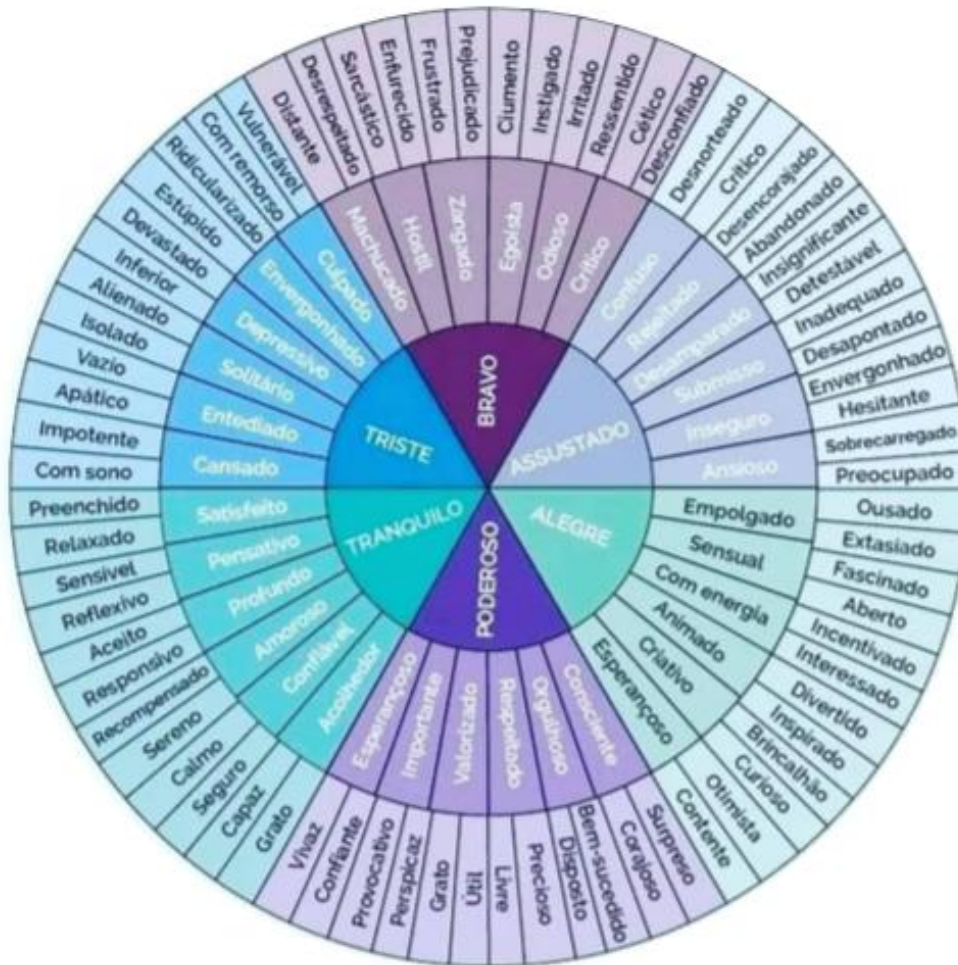 BRAVO
ASSUSTADO
ALEGRE
PODEROSO
TRANQUILO
TRISTE
Machucado
Hostil
Zangado
Egoísta
Odioso
Crítico
Confuso
Rejeitado
Desamparado
Submisso
Inseguro
Ansioso
Empolgado
Sensual
Com energia
Animado
Criativo
Esperançoso
Consciente
Orgulhoso
Respeitado
Valorizado
Importante
Esperançoso
Acolhedor
Confiável
Amoroso
Profundo
Pensativo
Satisfeito
Cansado
Entediado
Solitário
Depressivo
Envergonhado
Culpado
Distante
Desrespeitado
Sarcástico
Enfurecido
Frustrado
Prejudicado
Ciumento
Instigado
Irritado
Ressentido
Cético
Desconfiado
Desnorteado
Crítico
Desencorajado
Abandonado
Insignificante
Detestável
Inadequado
Desapontado
Envergonhado
Hesitante
Sobrecarregado
Preocupado
Ousado
Extasiado
Fascinado
Aberto
Incentivado
Interessado
Divertido
Inspirado
Brincalhão
Curioso
Otimista
Contente
Surpreso
Corajoso
Bem-sucedido
Disposto
Precioso
Livre
Útil
Grato
Perspicaz
Provocativo
Confiante
Vivaz
Grato
Capaz
Seguro
Calmo
Sereno
Recompensado
Responsivo
Aceito
Reflexivo
Sensível
Relaxado
Preenchido
Com sono
Impotente
Apático
Vazio
Isolado
Alienado
Inferior
Devastado
Estúpido
Ridicularizado
Com remorso
Vulnerável